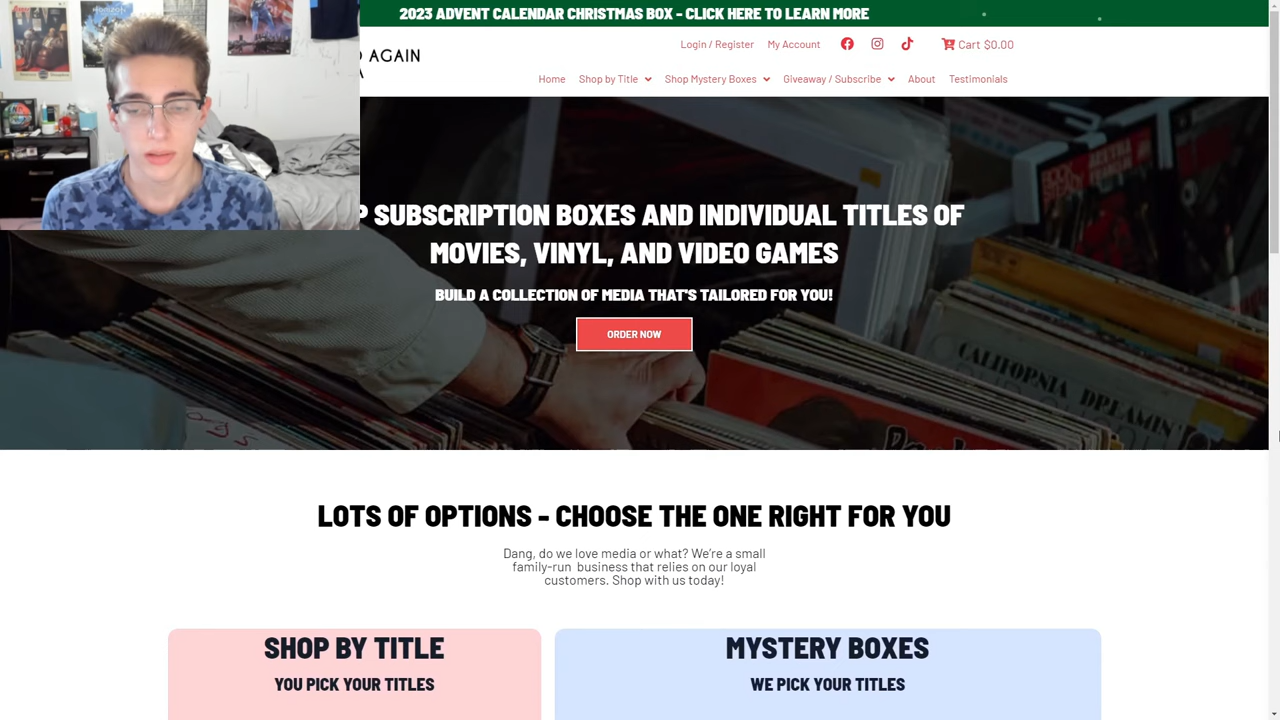 2023 ADVENT CALENDAR CHRISTMAS BOX - CLICK HERE TO LEARN MORE
AGAIN
Login / Register My Account Cart $0.00
Home Shop by Title Shop Mystery Boxes Giveaway / Subscribe About Testimonials
SUBSCRIPTION BOXES AND INDIVIDUAL TITLES OF
MOVIES, VINYL, AND VIDEO GAMES
BUILD A COLLECTION OF MEDIA THAT'S TAILORED FOR YOU!
ORDER NOW
CALIFORNIA DREAMIN'
LOTS OF OPTIONS - CHOOSE THE ONE RIGHT FOR YOU
Dang, do we love media or what? We're a small
family-run business that relies on our loyal
customers. Shop with us today!
SHOP BY TITLE
YOU PICK YOUR TITLES
MYSTERY BOXES
WE PICK YOUR TITLES